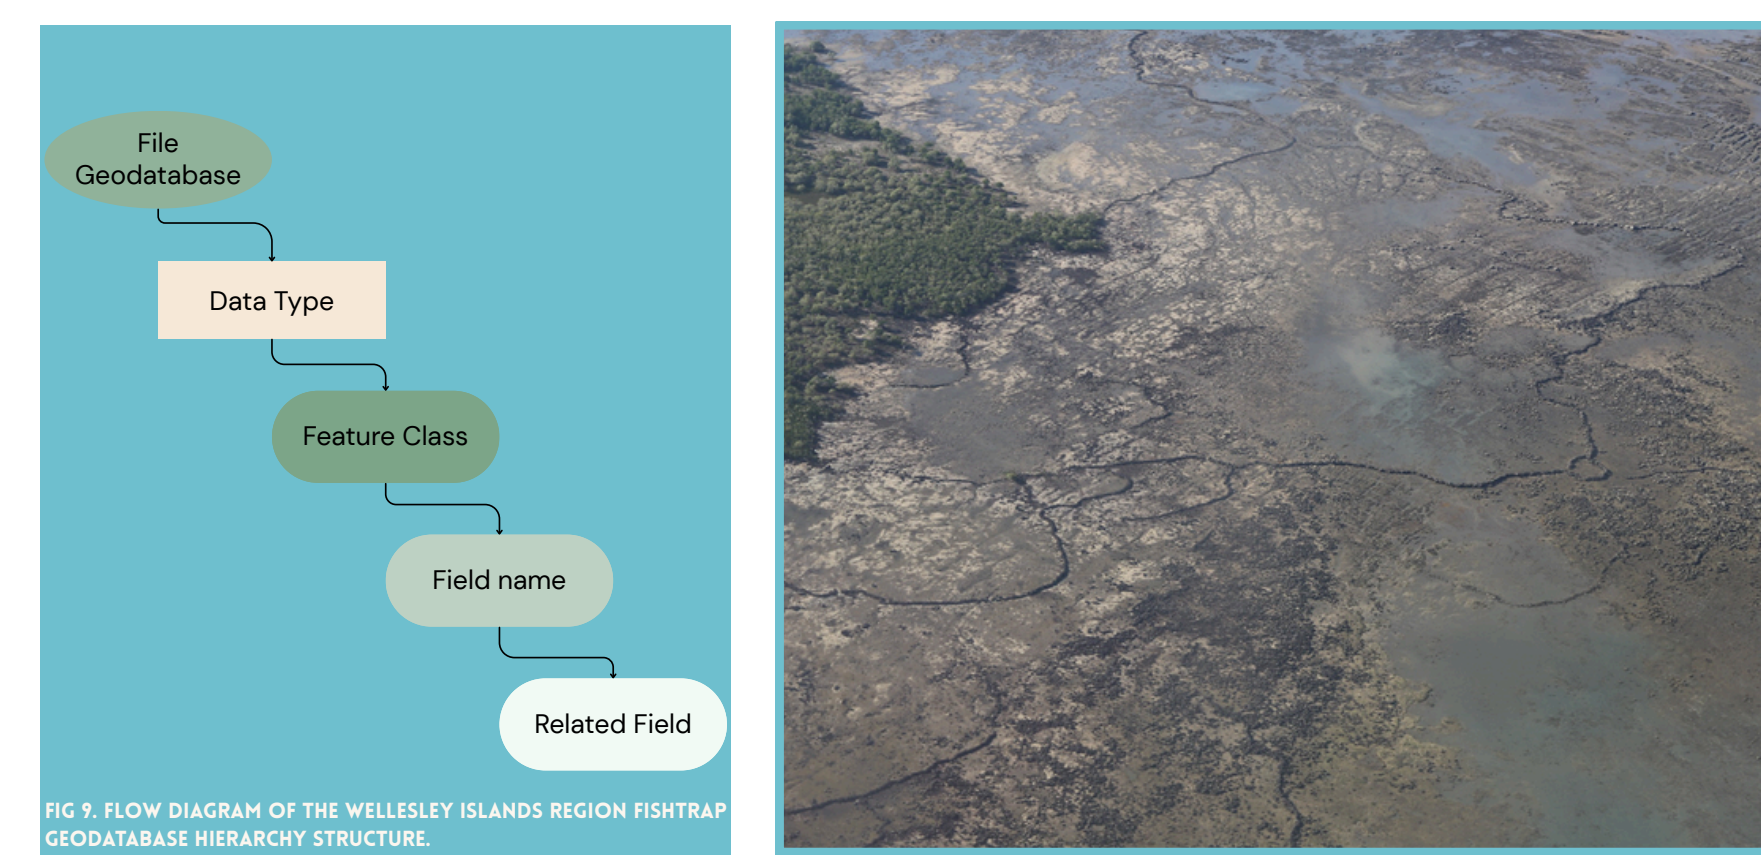 File
Geodatabase
Data Type
Feature Class
Field name
Related Field
FIG 9. FLOW DIAGRAM OF THE WELLESLEY ISLANDS REGION FISHTRAP
GEODATABASE HIERARCHY STRUCTURE.